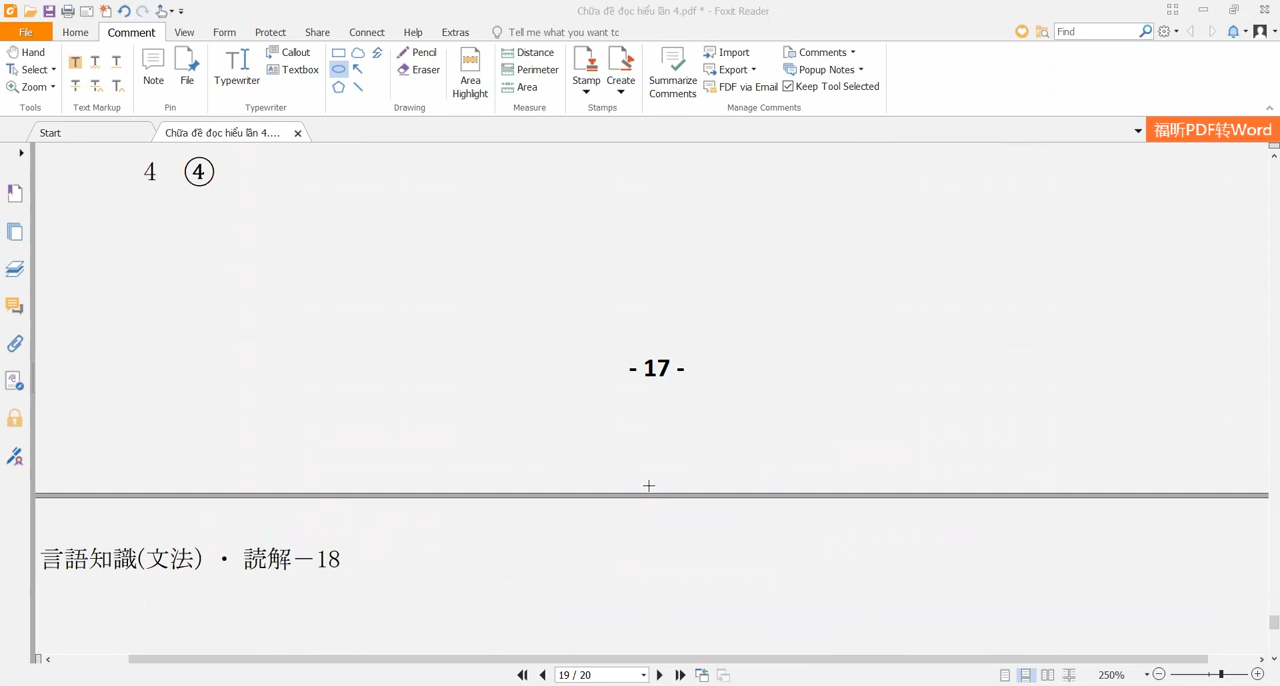 Chữa đề đọc hiểu lần 4.pdf * - Foxit Reader
File Home Comment View Form Protect Share Connect Help Extras Tell me what you want to Find
Hand
Select
Zoom
Tools
Text Markup
Note
File
Pin
Typewriter
Callout
Textbox
Typewriter
Pencil
Eraser
Drawing
Area
Highlight
Distance
Perimeter
Area
Measure
Stamp
Create
Stamps
Summarize
Comments
Import
Export
FDF via Email
Comments
Popup Notes
Keep Tool Selected
Manage Comments
Start
Chữa đề đọc hiểu lần 4....
福昕PDF转Word
4 ④
- 17 -
言語知識(文法) ・ 読解－18
19 / 20
250%